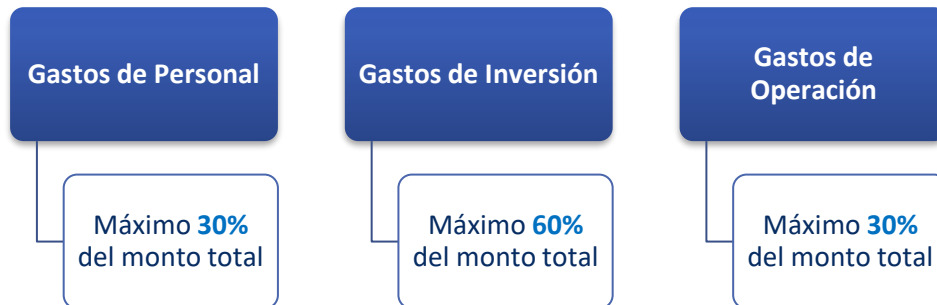 Gastos de Personal
Máximo 30%
del monto total
Gastos de Inversión
Máximo 60%
del monto total
Gastos de
Operación
Máximo 30%
del monto total